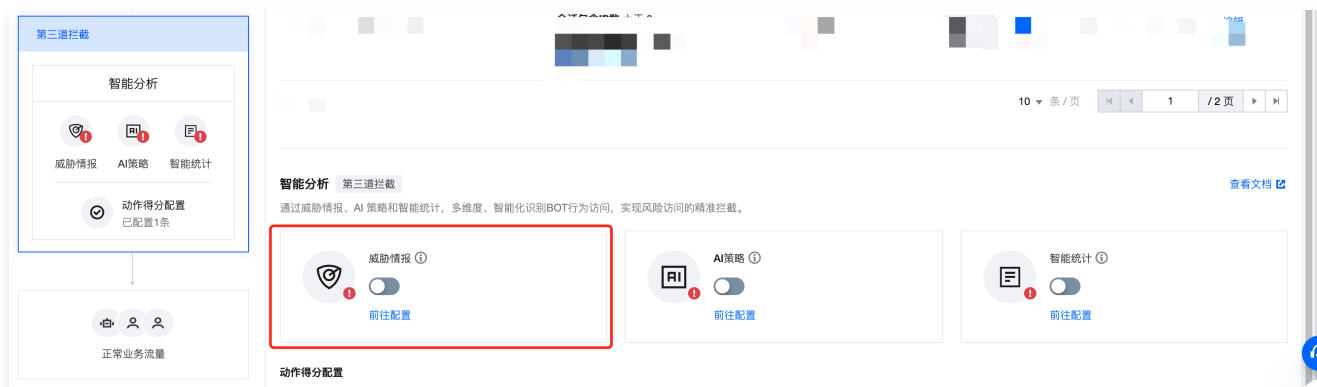 第三道拦截
智能分析
威胁情报
AI策略
智能统计
动作得分配置
已配置1条
正常业务流量
10 条 / 页
1
/ 2 页
智能分析
第三道拦截
查看文档
通过威胁情报、AI 策略和智能统计，多维度、智能化识别BOT行为访问，实现风险访问的精准拦截。
威胁情报
前往配置
AI策略
前往配置
智能统计
前往配置
动作得分配置